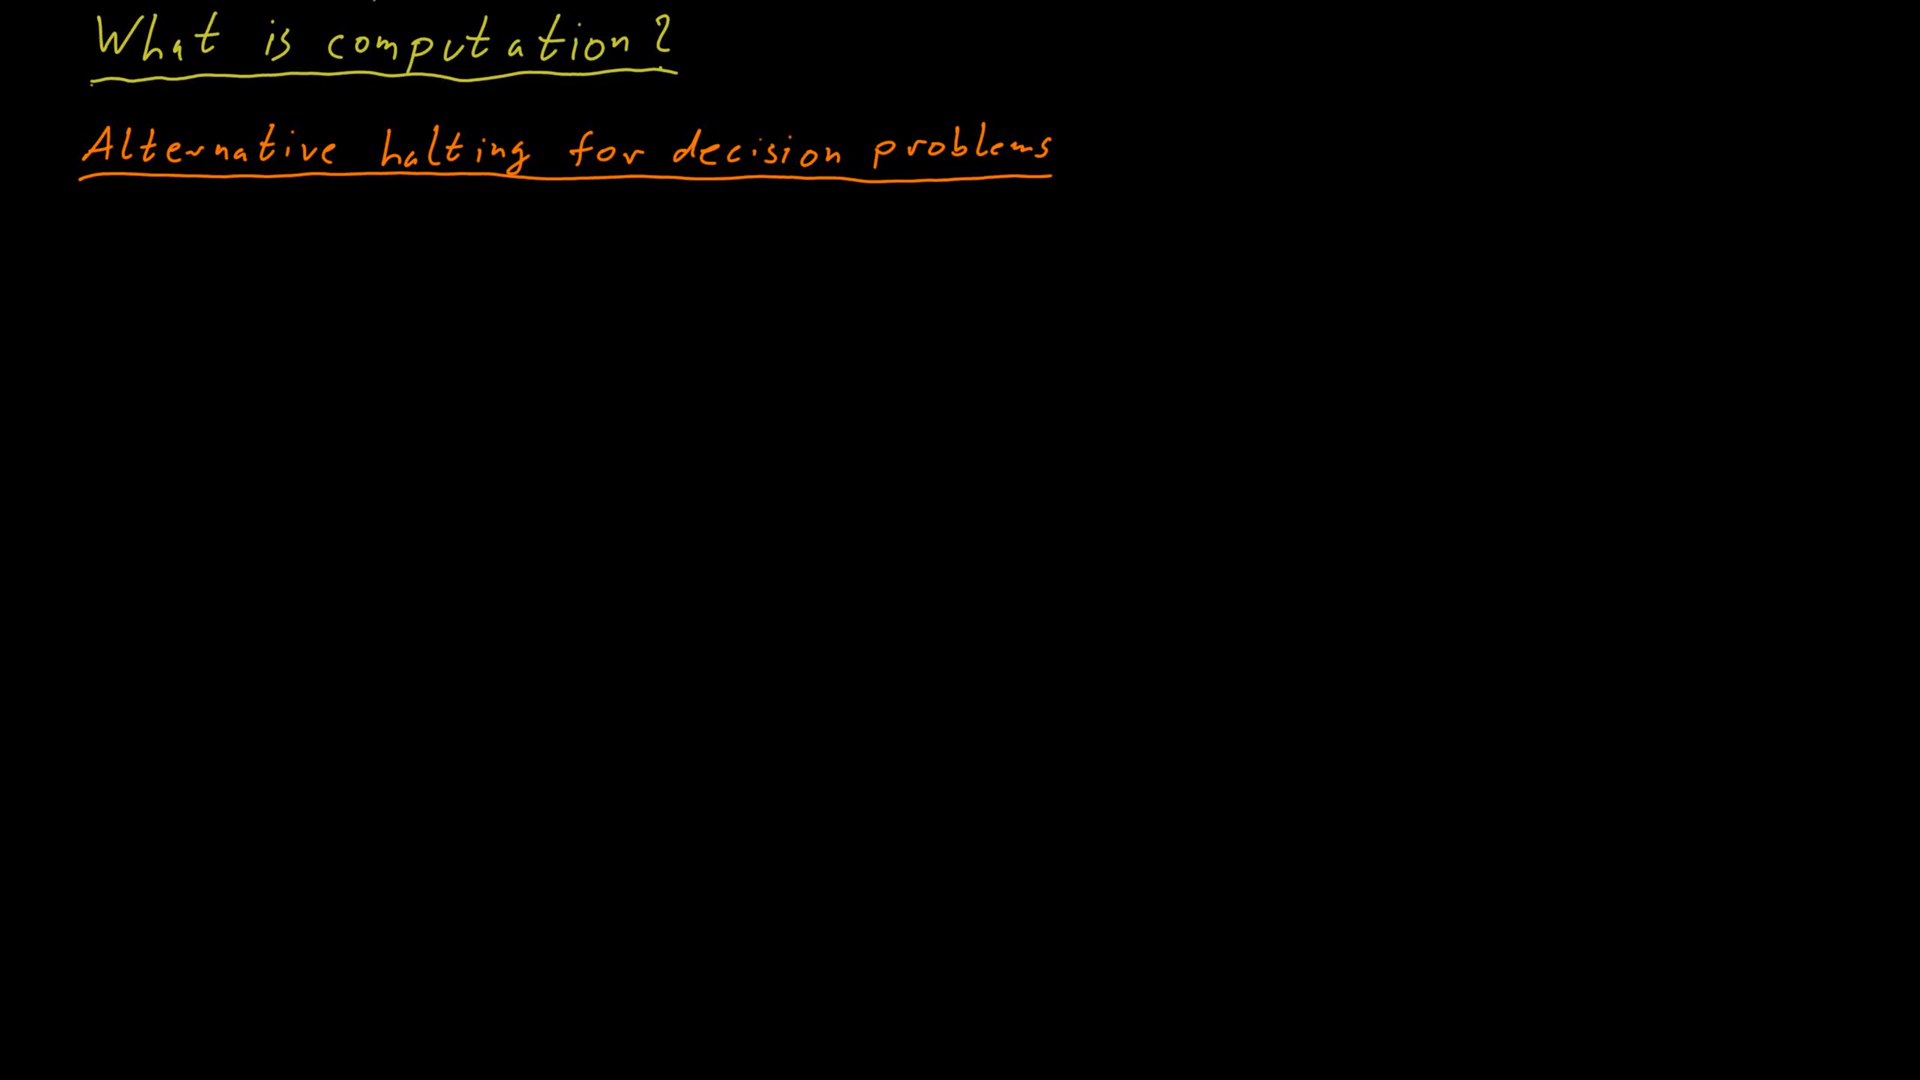 What is computation?
Alternative halting for decision problems